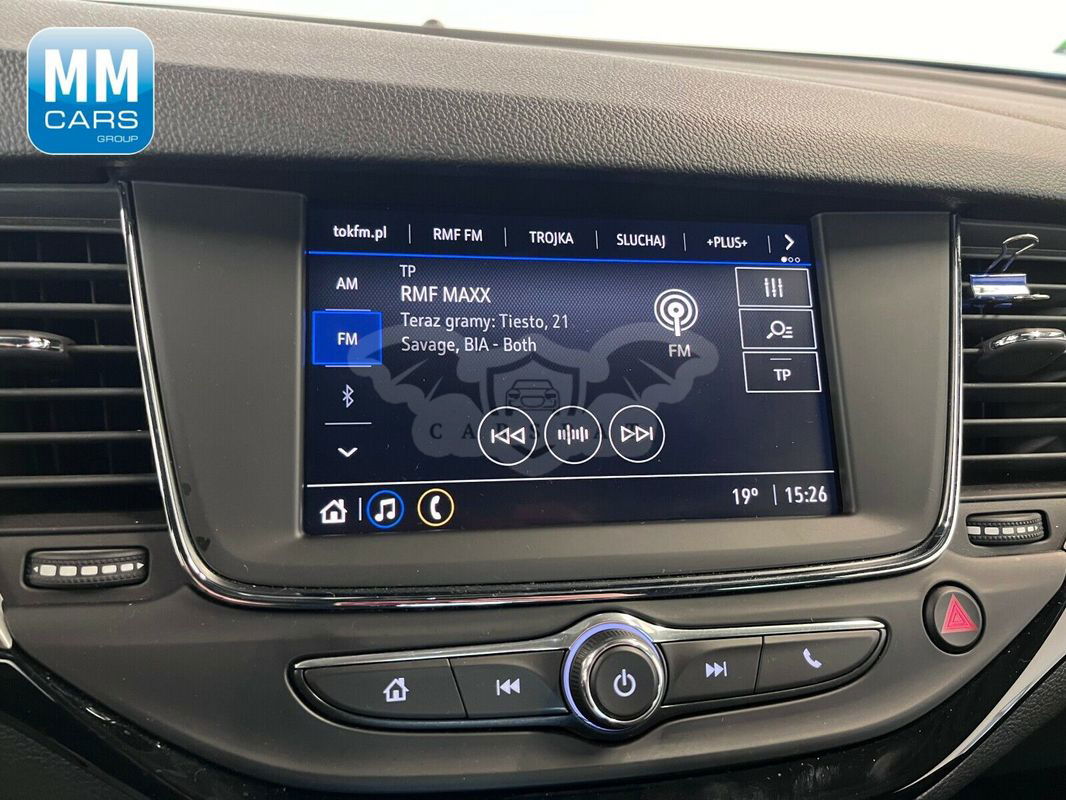 MM
CARS
GROUP
tokfm.pl
RMF FM
TROJKA
SLUCHAJ
+PLUS+
AM
FM
TP
RMF MAXX
Teraz gramy: Tiesto, 21
Savage, BIA - Both
FM
TP
19°
15:26